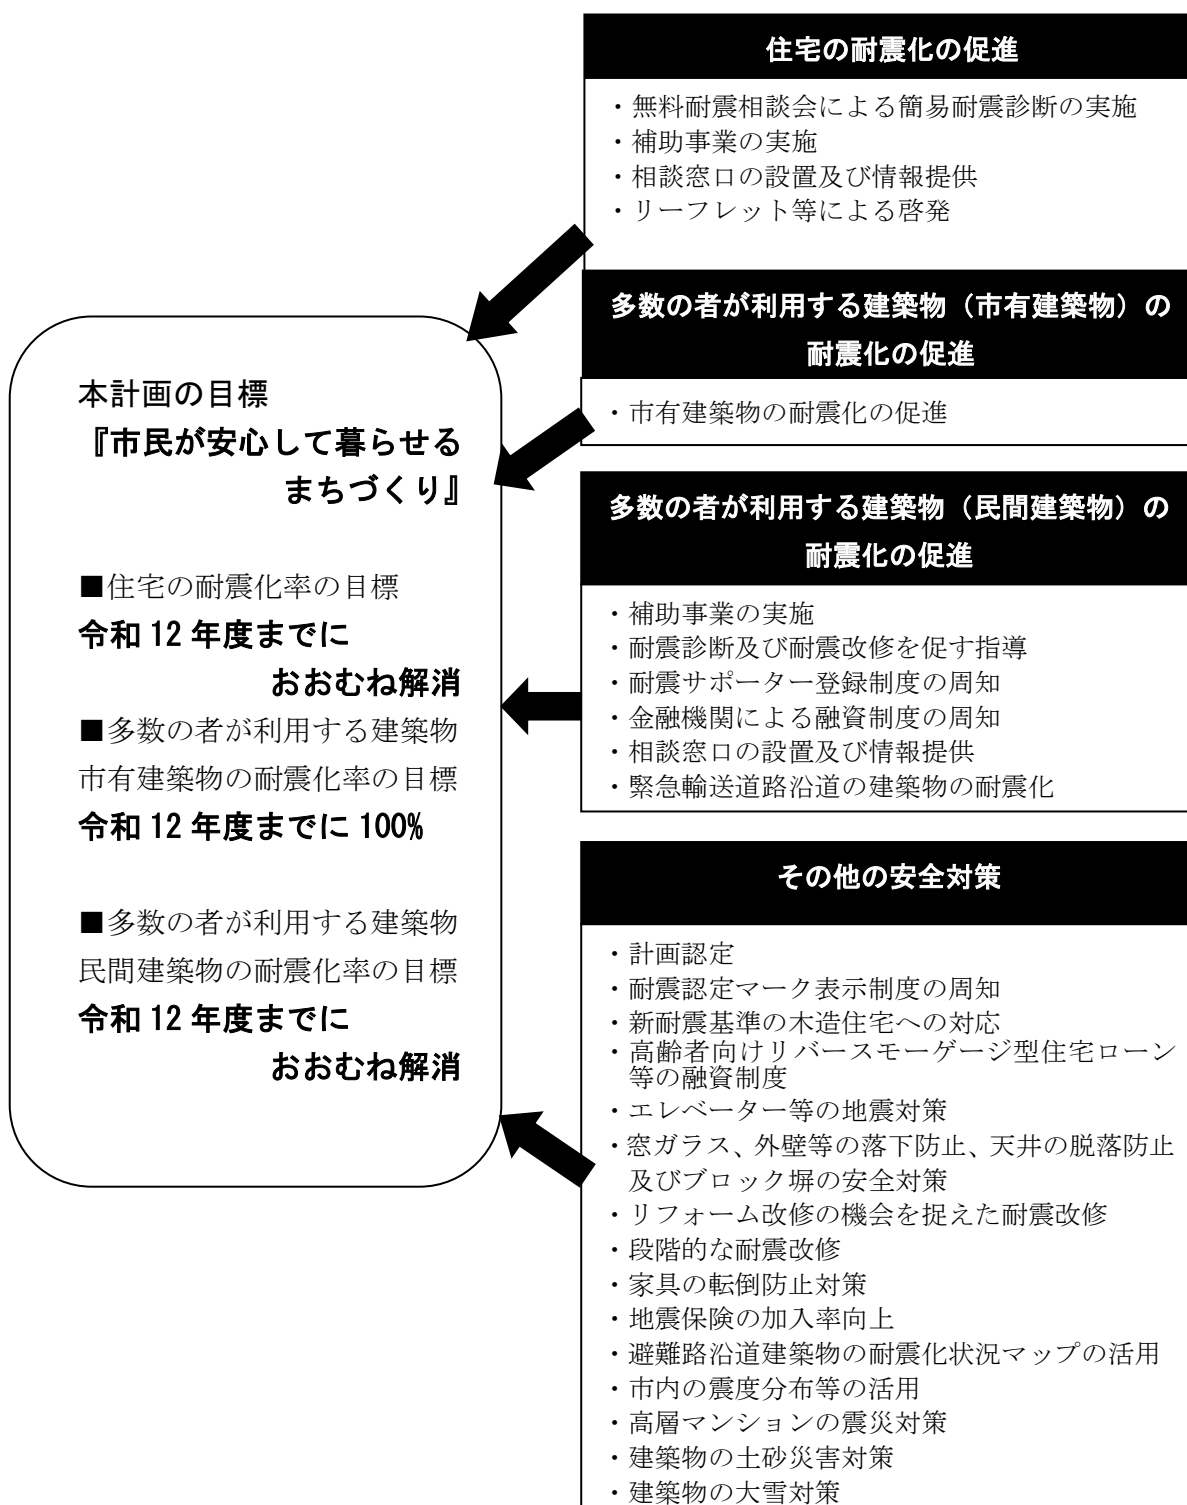 住宅の耐震化の促進
・無料耐震相談会による簡易耐震診断の実施
・補助事業の実施
・相談窓口の設置及び情報提供
・リーフレット等による啓発
多数の者が利用する建築物（市有建築物）の
耐震化の促進
・市有建築物の耐震化の促進
多数の者が利用する建築物（民間建築物）の
耐震化の促進
・補助事業の実施
・耐震診断及び耐震改修を促す指導
・耐震サポーター登録制度の周知
・金融機関による融資制度の周知
・相談窓口の設置及び情報提供
・緊急輸送道路沿道の建築物の耐震化
その他の安全対策
・計画認定
・耐震認定マーク表示制度の周知
・新耐震基準の木造住宅への対応
・高齢者向けリバースモーゲージ型住宅ローン
等の融資制度
・エレベーター等の地震対策
・窓ガラス、外壁等の落下防止、天井の脱落防止
及びブロック塀の安全対策
・リフォーム改修の機会を捉えた耐震改修
・段階的な耐震改修
・家具の転倒防止対策
・地震保険の加入率向上
・避難路沿道建築物の耐震化状況マップの活用
・市内の震度分布等の活用
・高層マンションの震災対策
・建築物の土砂災害対策
・建築物の大雪対策
本計画の目標
『市民が安心して暮らせる
まちづくり』
■住宅の耐震化率の目標
令和 12 年度までに
おおむね解消
■多数の者が利用する建築物
市有建築物の耐震化率の目標
令和 12 年度までに 100%
■多数の者が利用する建築物
民間建築物の耐震化率の目標
令和 12 年度までに
おおむね解消